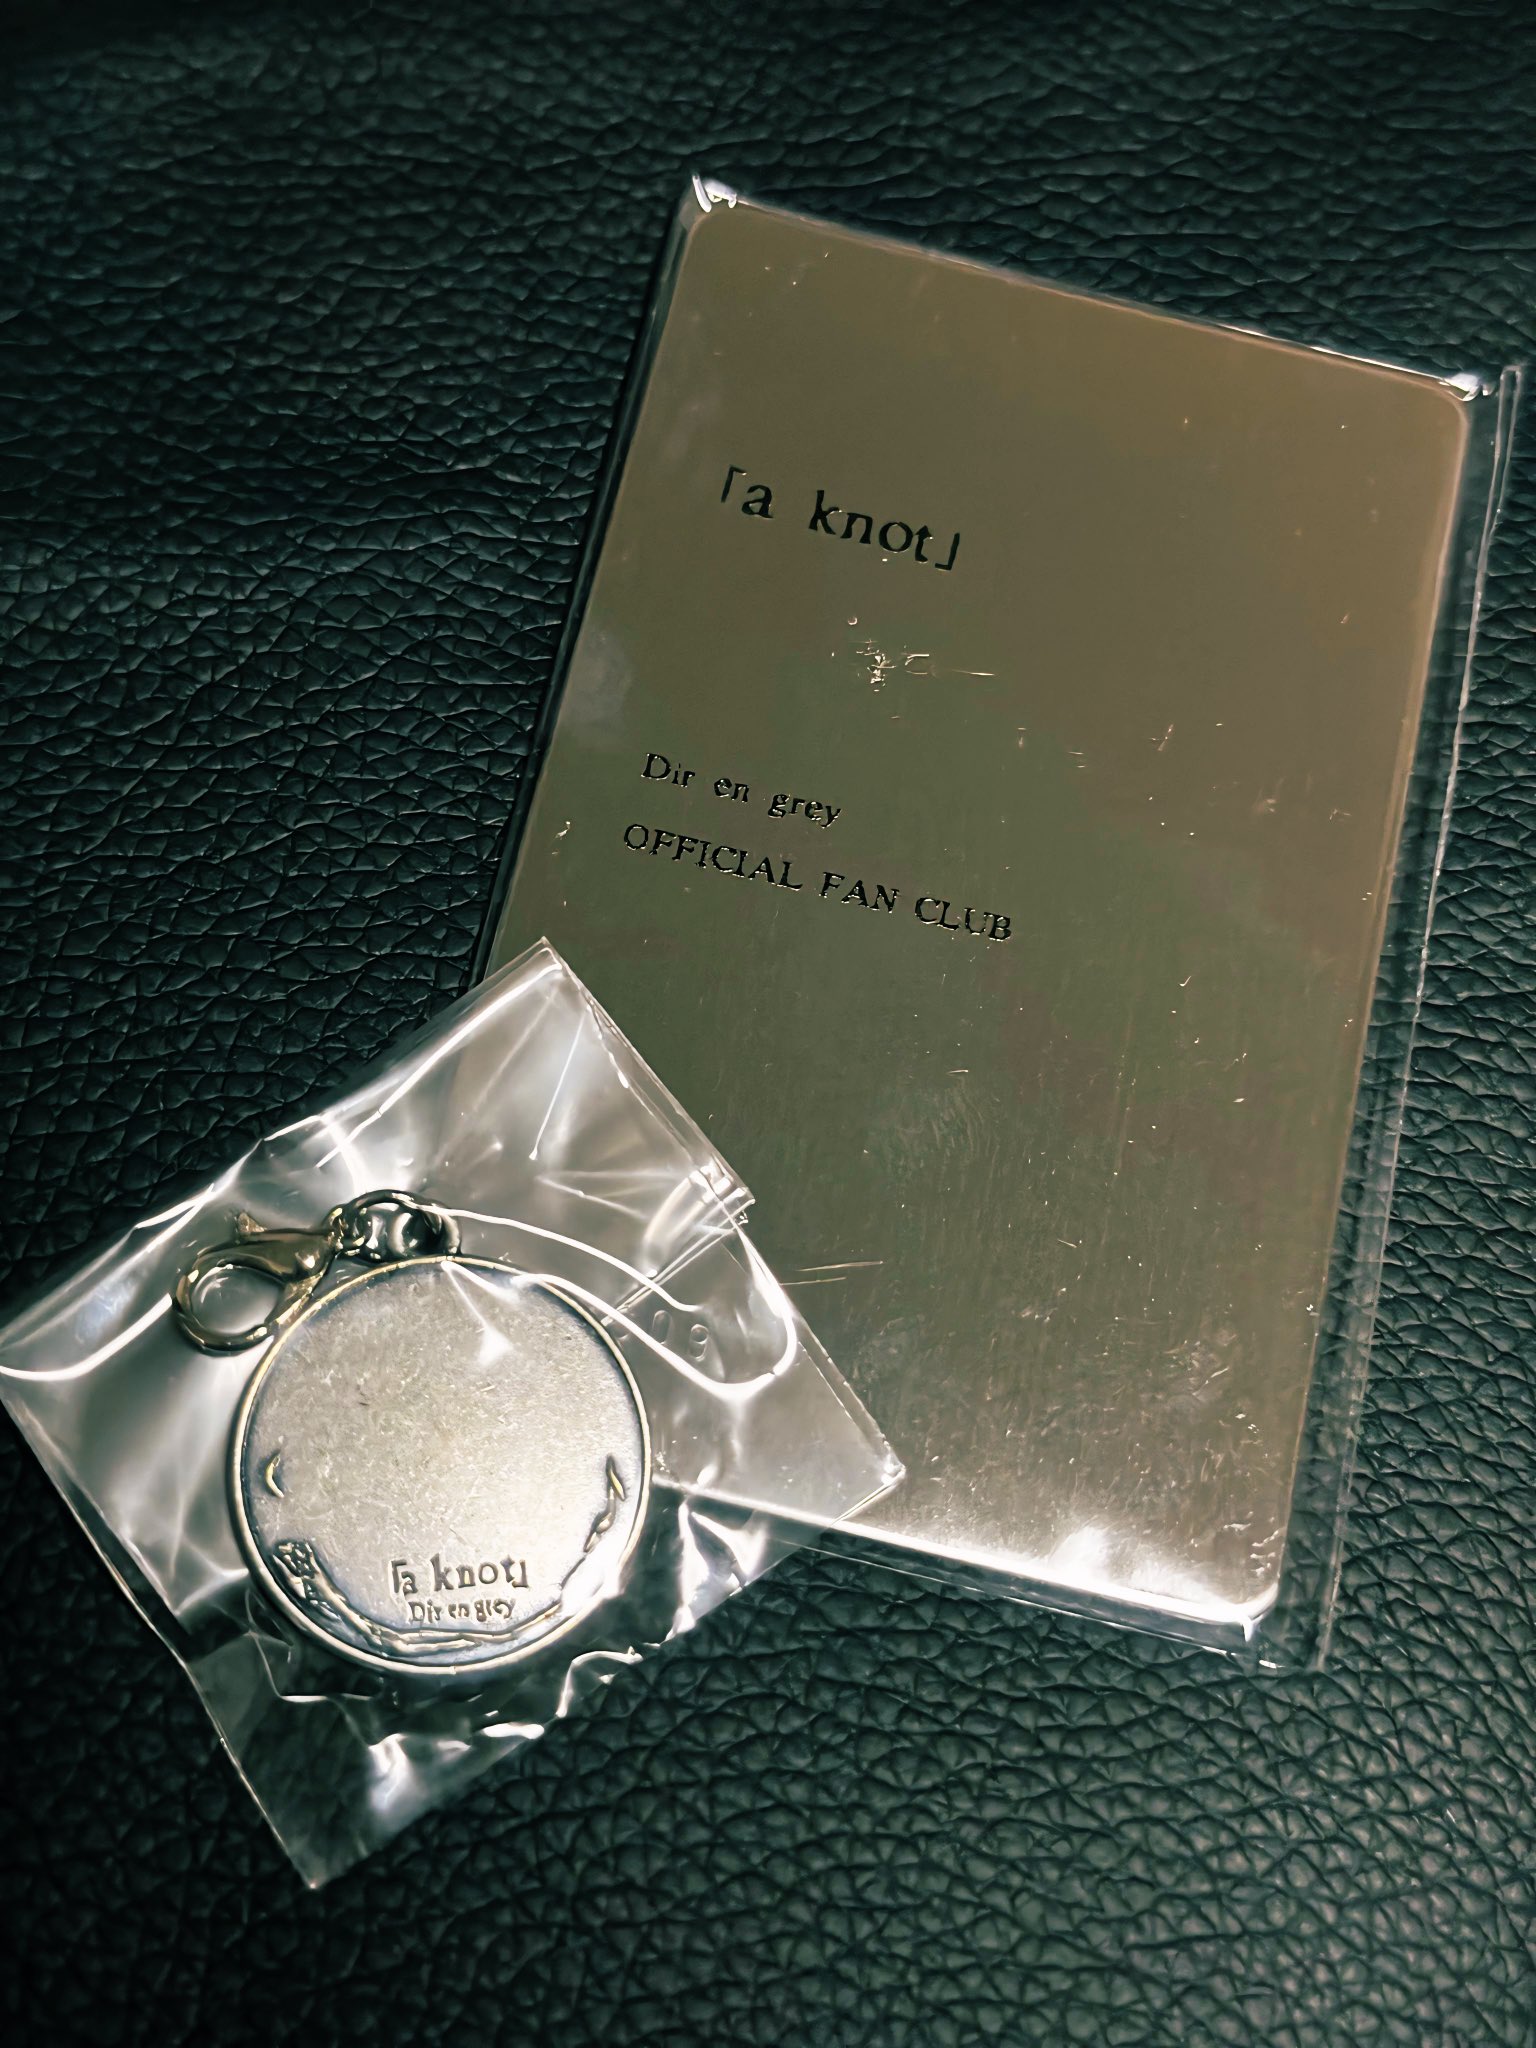 「a knot」
Dir en grey
OFFICIAL FAN CLUB
「a knot」
Dir en grey